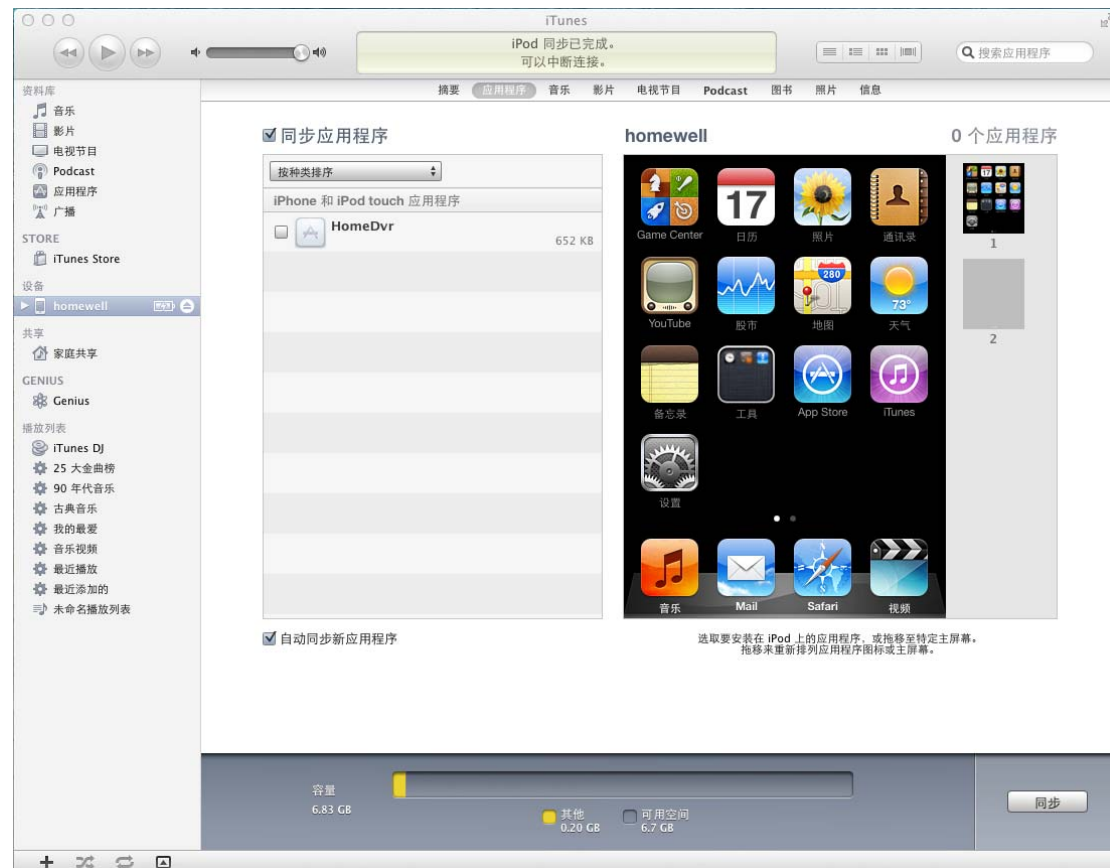 iTunes
iPod 同步已完成。
可以中断连接。
搜索应用程序
资料库
音乐
影片
电视节目
Podcast
应用程序
广播
STORE
iTunes Store
设备
homewell
共享
家庭共享
GENIUS
Genius
播放列表
iTunes DJ
25 大金曲榜
90 年代音乐
古典音乐
我的最爱
音乐视频
最近播放
最近添加的
未命名播放列表
摘要 应用程序 音乐 影片 电视节目 Podcast 图书 照片 信息
同步应用程序
按种类排序
iPhone 和 iPod touch 应用程序
HomeDvr
652 KB
自动同步新应用程序
homewell
0 个应用程序
17
280
73°
Game Center 日历 照片 通讯录
YouTube 股市 地图 天气
备忘录 工具 App Store iTunes
设置
音乐 Mail Safari 视频
1
2
选取要安装在 iPod 上的应用程序，或拖移至特定主屏幕。
拖移来重新排列应用程序图标或主屏幕。
容量
6.83 GB
其他
0.20 GB
可用空间
6.7 GB
同步